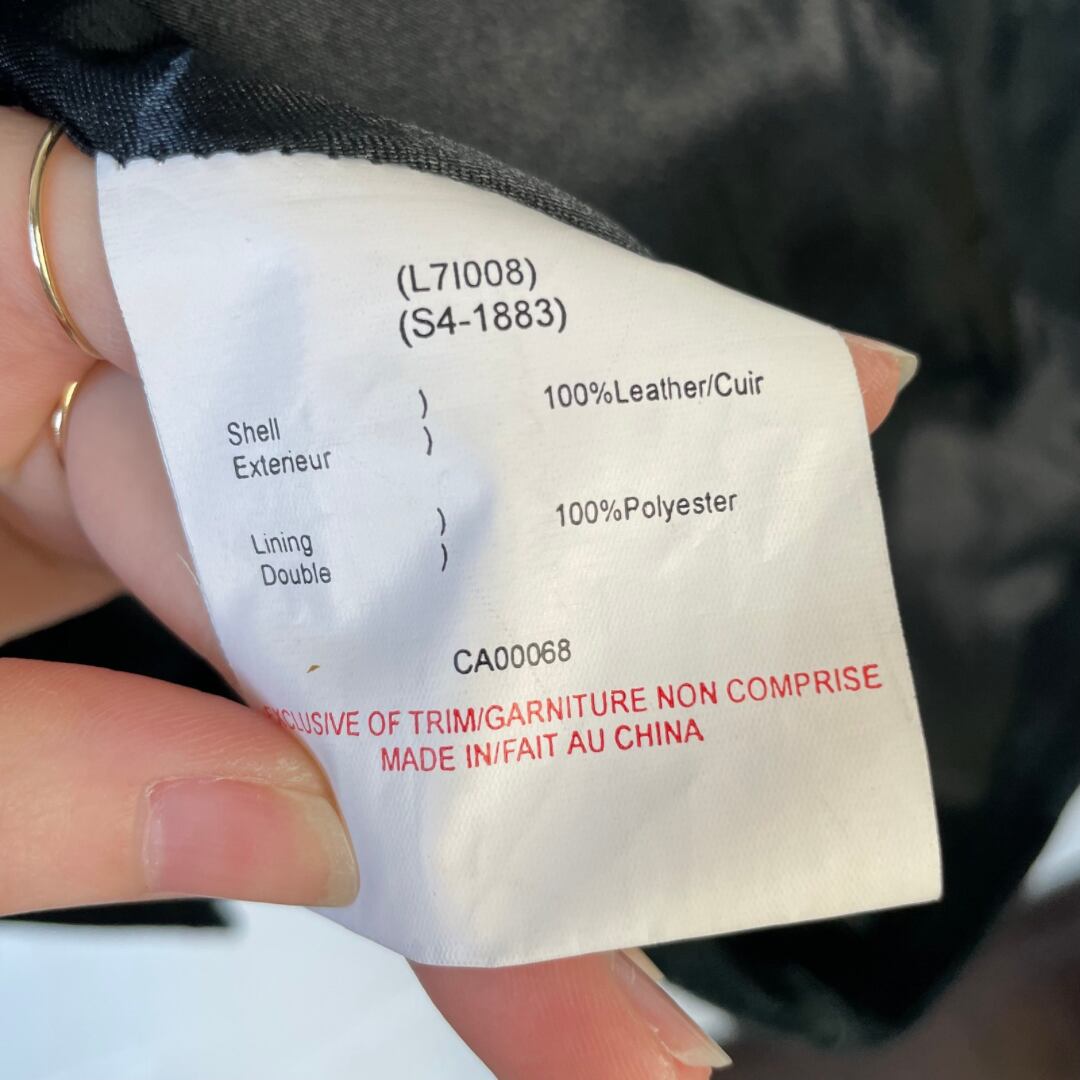 (L7I008)
(S4-1883)
Shell ) 100%Leather/Cuir
Exterieur )
Lining ) 100%Polyester
Double )
CA00068
EXCLUSIVE OF TRIM/GARNITURE NON COMPRISE
MADE IN/FAIT AU CHINA